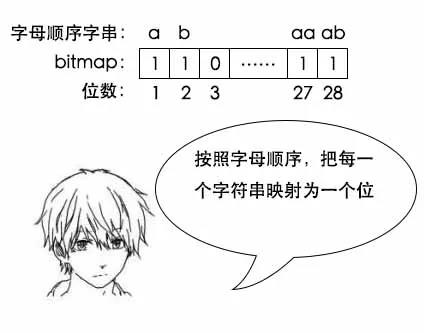 字母顺序字串： a b aa ab
bitmap： 1 1 0 …… 1 1
位数： 1 2 3 27 28
按照字母顺序，把每一
个字符串映射为一个位